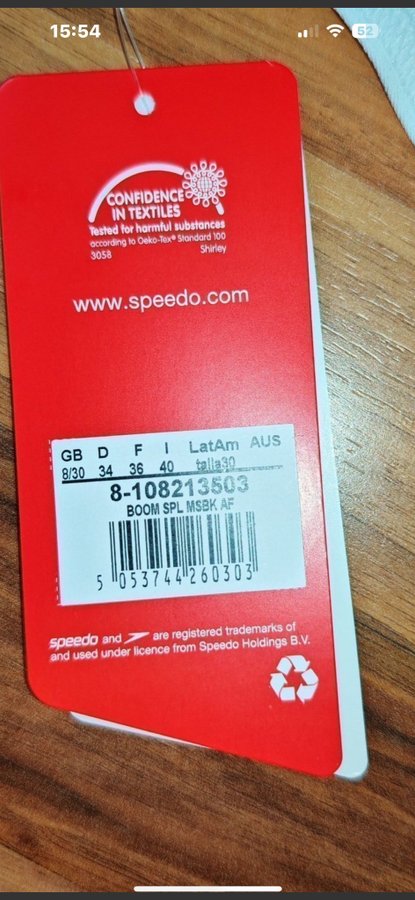 15:54
52
CONFIDENCE
IN TEXTILES
Tested for harmful substances
according to Oeko-Tex® Standard 100
3058 Shirley
www.speedo.com
GB D F I LatAm AUS
8/30 34 36 40 talla30
8-108213503
BOOM SPL MSBK AF
5 053744 260303
speedo and are registered trademarks of
and used under licence from Speedo Holdings B.V.